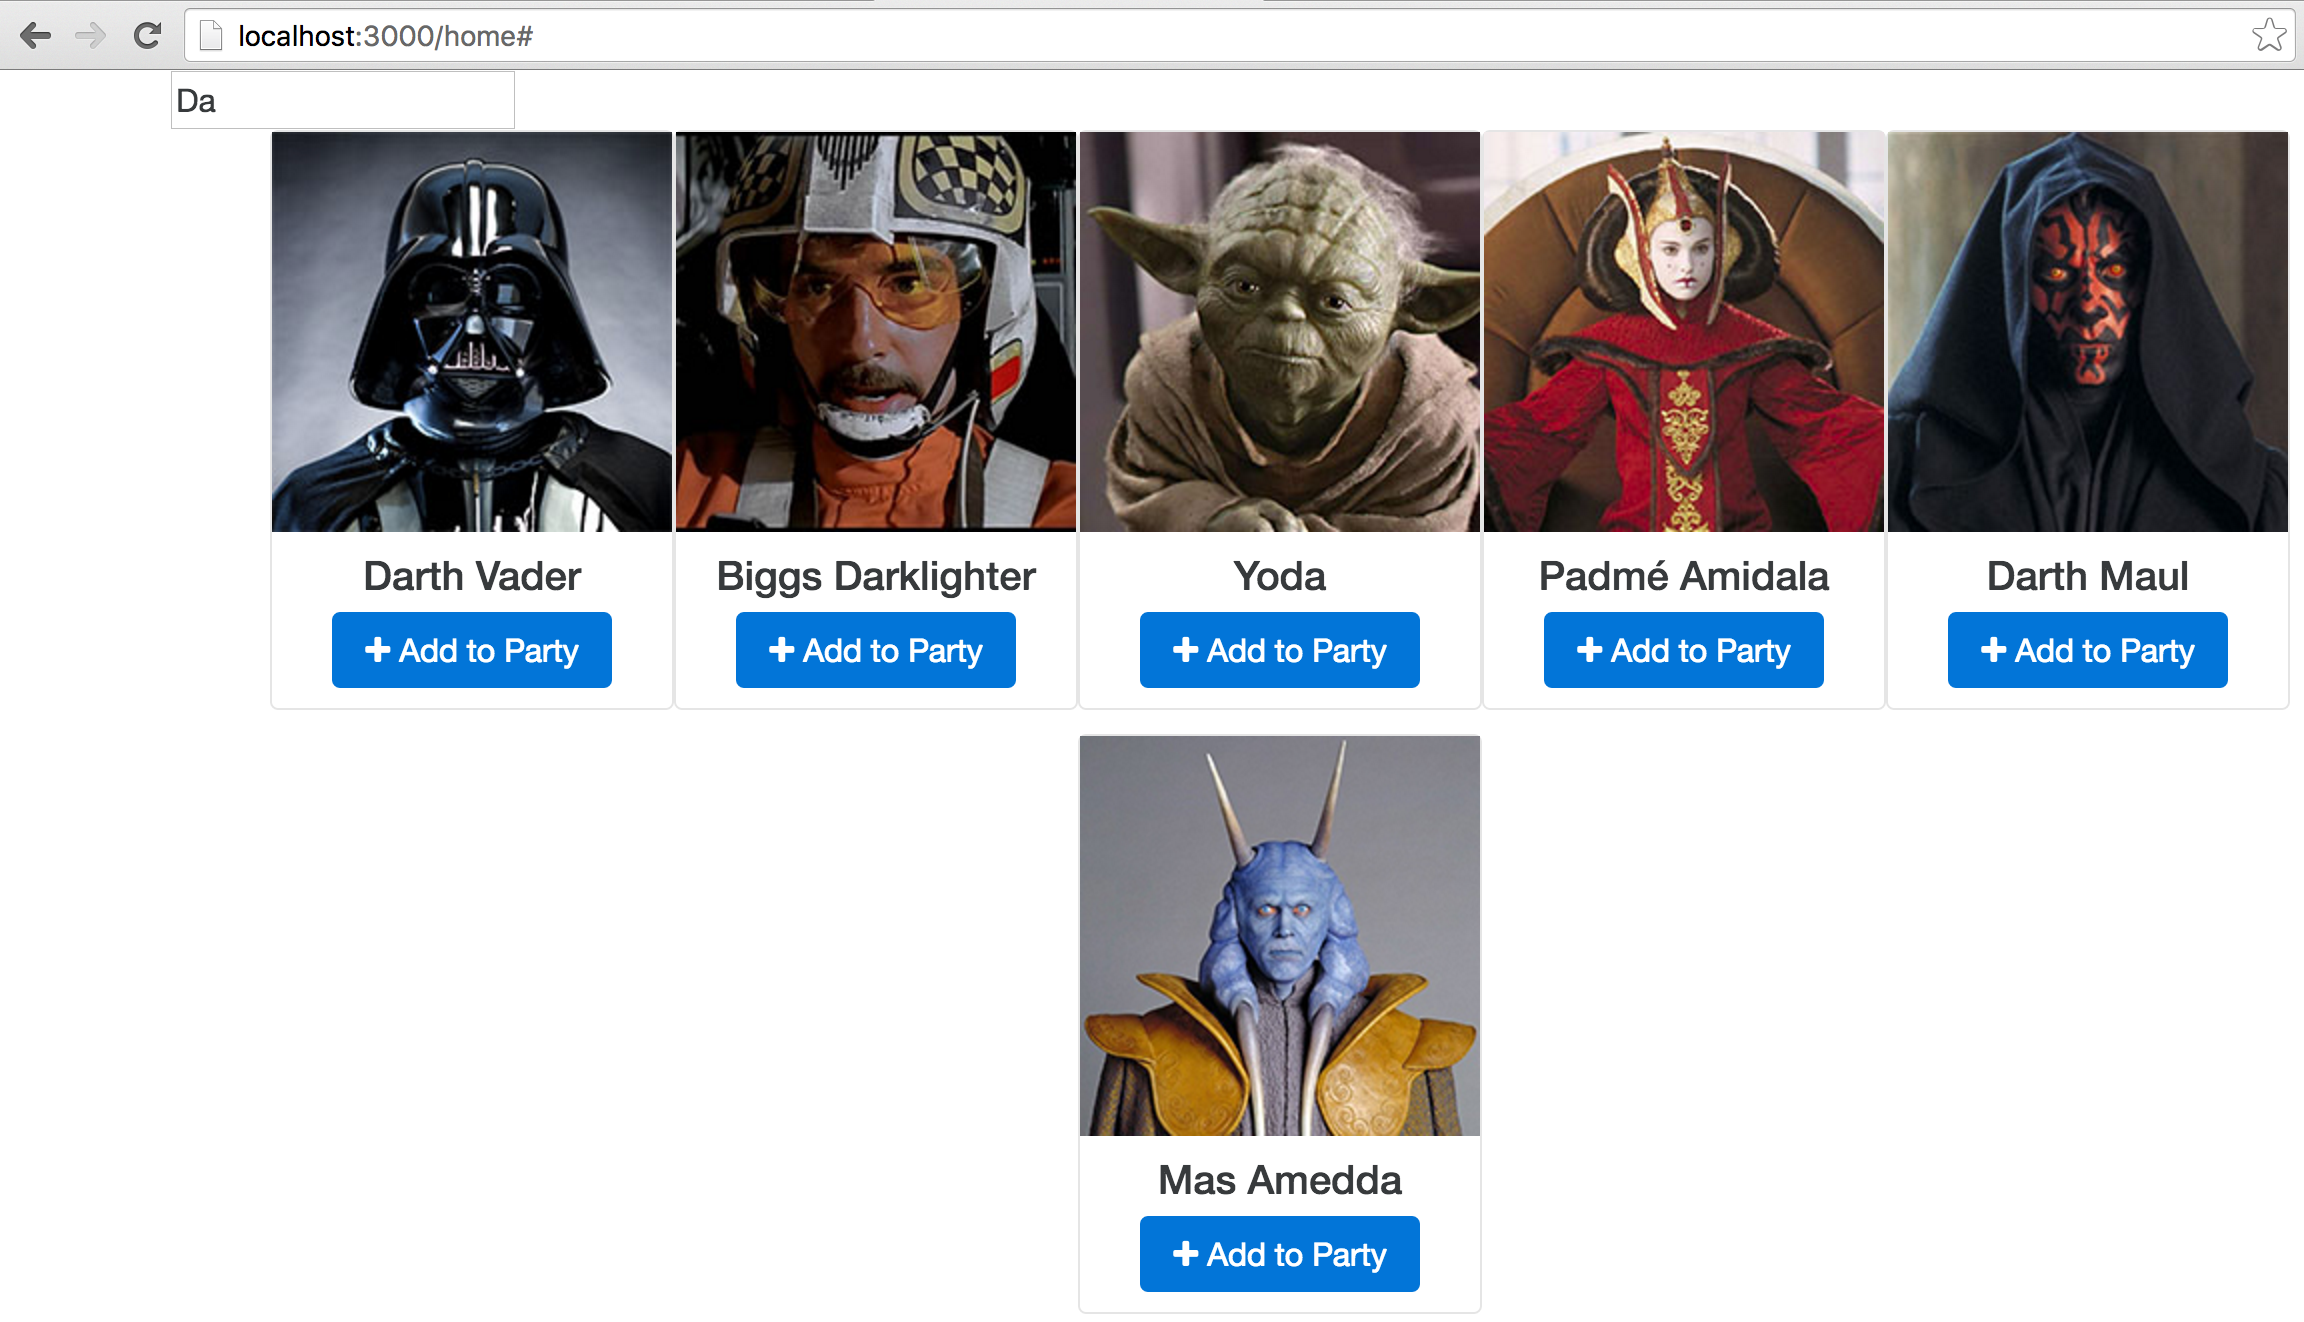 localhost:3000/home#
Da
Darth Vader
Biggs Darklighter
Yoda
Padmé Amidala
Darth Maul
Add to Party
Add to Party
Add to Party
Add to Party
Add to Party
Mas Amedda
Add to Party